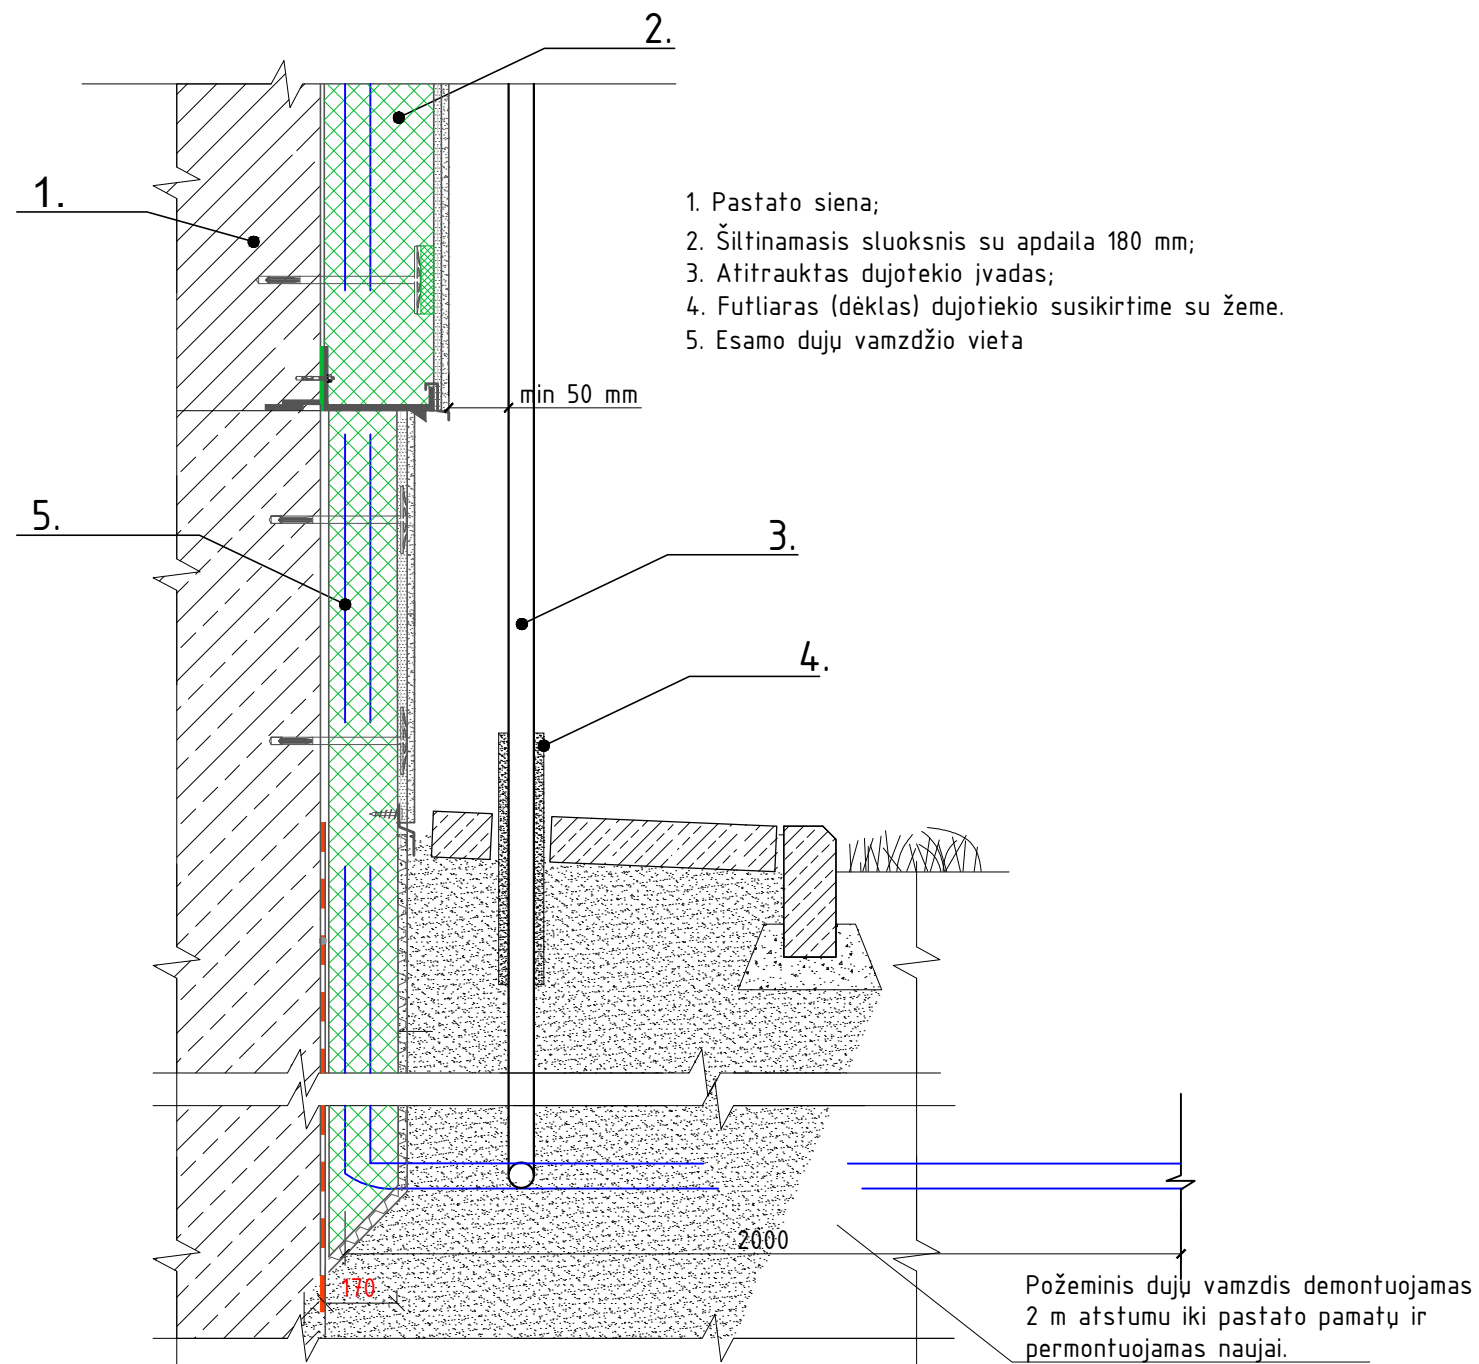 2.
1.
1. Pastato siena;
2. Šiltinamasis sluoksnis su apdaila 180 mm;
3. Atitrauktas dujotekio įvadas;
4. Futliaras (dėklas) dujotiekio susikirtime su žeme.
5. Esamo dujų vamzdžio vieta
min 50 mm
5.
3.
4.
2000
170
Požeminis dujų vamzdis demontuojamas
2 m atstumu iki pastato pamatų ir
permontuojamas naujai.